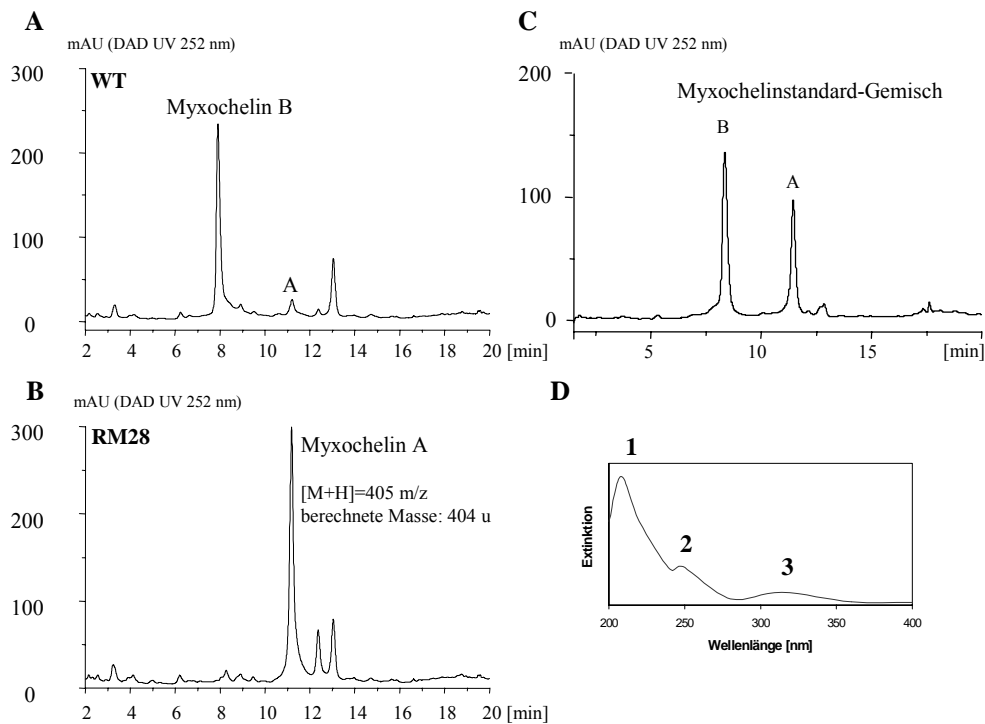 A
mAU (DAD UV 252 nm)
WT
300
200
100
0
Myxochelin B
A
2 4 6 8 10 12 14 16 18 20 [min]
B
mAU (DAD UV 252 nm)
RM28
300
200
100
0
Myxochelin A
[M+H]=405 m/z
berechnete Masse: 404 u
2 4 6 8 10 12 14 16 18 20 [min]
C
mAU (DAD UV 252 nm)
200
100
0
Myxochelinstandard-Gemisch
B
A
5 10 15 [min]
D
1
2
3
Extinktion
200 250 300 350 400
Wellenlänge [nm]